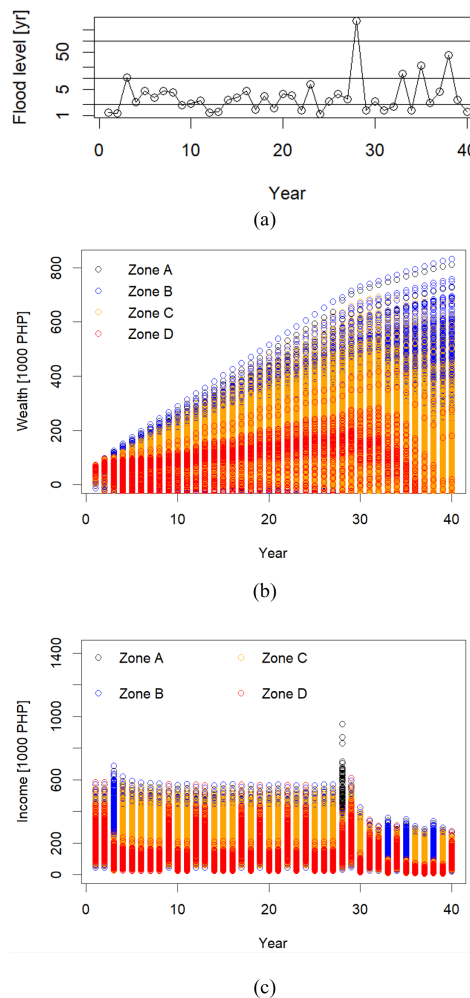 Flood level [yr]
50
5
1
0 10 20 30 40
Year
(a)
Wealth [1000 PHP]
800
600
400
200
0
Zone A
Zone B
Zone C
Zone D
0 10 20 30 40
Year
(b)
Income [1000 PHP]
1400
1000
600
200
0
Zone A Zone C
Zone B Zone D
0 10 20 30 40
Year
(c)